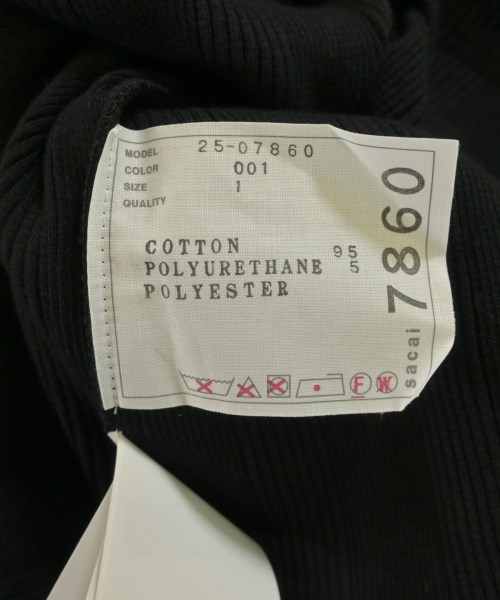 MODEL 25-07860
COLOR 001
SIZE 1
QUALITY
COTTON 95
POLYURETHANE 5
POLYESTER
sacai 7860
F W